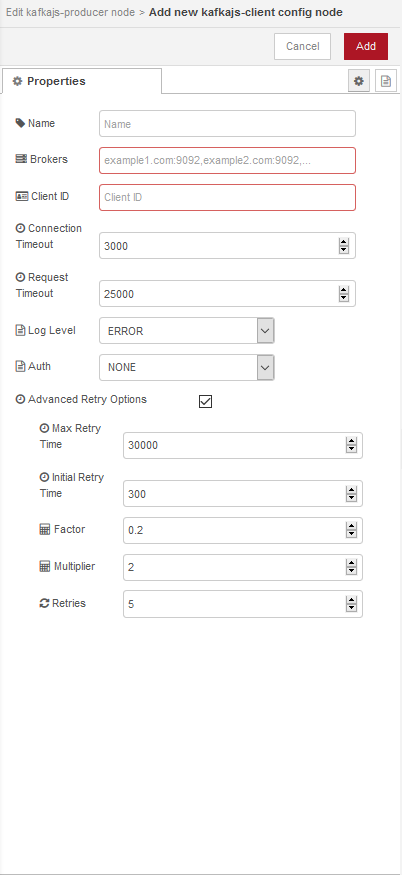 Edit kafkajs-producer node > Add new kafkajs-client config node
Cancel
Add
Properties
Name
Name
Brokers
example1.com:9092,example2.com:9092,...
Client ID
Client ID
Connection
Timeout
3000
Request
Timeout
25000
Log Level
ERROR
Auth
NONE
Advanced Retry Options
Max Retry
Time
30000
Initial Retry
Time
300
Factor
0.2
Multiplier
2
Retries
5